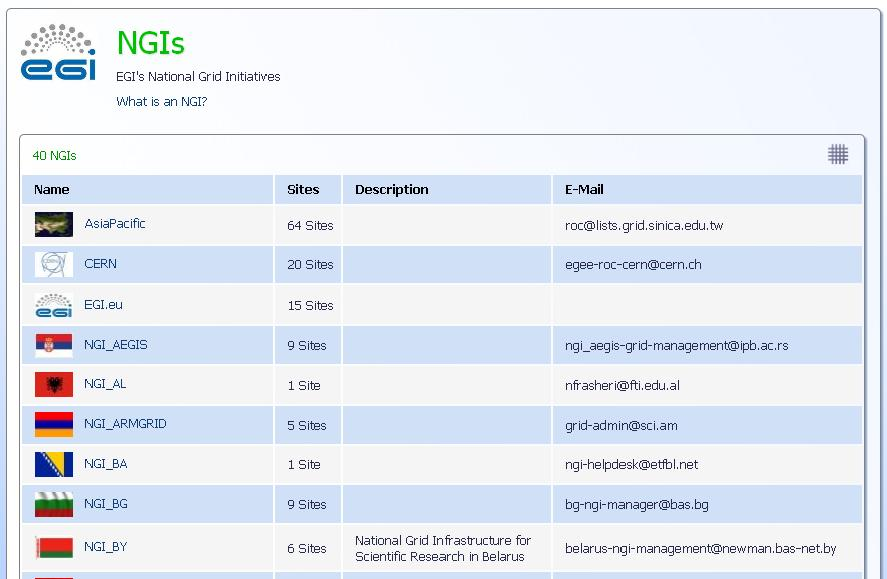 egi
NGIs
EGI's National Grid Initiatives
What is an NGI?
40 NGIs
Name Sites Description E-Mail
AsiaPacific 64 Sites roc@lists.grid.sinica.edu.tw
CERN 20 Sites egee-roc-cern@cern.ch
egi EGI.eu 15 Sites
NGI_AEGIS 9 Sites ngi_aegis-grid-management@ipb.ac.rs
NGI_AL 1 Site nfrasheri@fti.edu.al
NGI_ARMGRID 5 Sites grid-admin@sci.am
NGI_BA 1 Site ngi-helpdesk@etfbl.net
NGI_BG 9 Sites bg-ngi-manager@bas.bg
NGI_BY 6 Sites National Grid Infrastructure for
Scientific Research in Belarus belarus-ngi-management@newman.bas-net.by